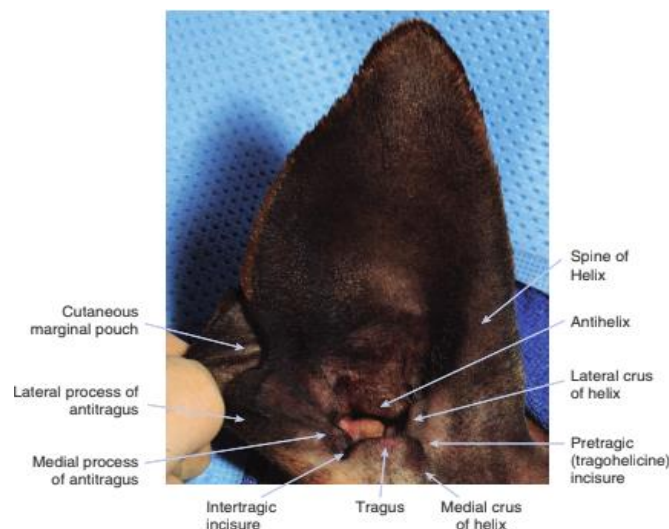 Spine of
Helix
Cutaneous
marginal pouch
Antihelix
Lateral process of
antitragus
Lateral crus
of helix
Medial process
of antitragus
Pretragic
(tragohelicine)
incisure
Intertragic
incisure
Tragus
Medial crus
of helix